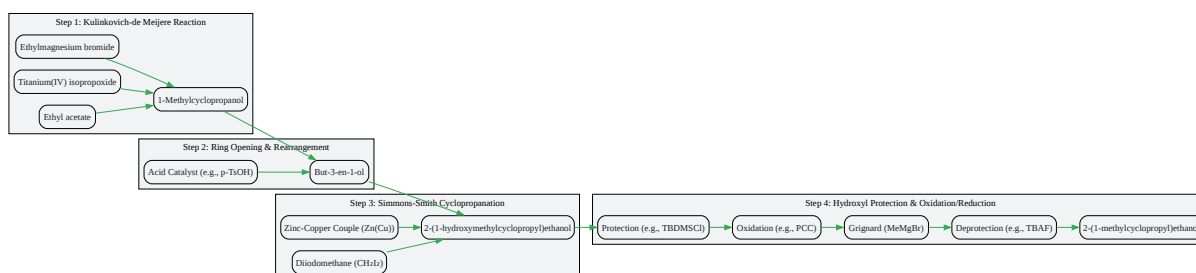 Step 1: Kulinkovich-de Meijere Reaction
Ethylmagnesium bromide
Titanium(IV) isopropoxide
1-Methylcyclopropanol
Ethyl acetate
Step 2: Ring Opening & Rearrangement
Acid Catalyst (e.g., p-TsOH)
But-3-en-1-ol
Step 3: Simmons-Smith Cyclopropanation
Zinc-Copper Couple (Zn(Cu))
2-(1-hydroxymethylcyclopropyl)ethanol
Diiodomethane (CH₂I₂)
Step 4: Hydroxyl Protection & Oxidation/Reduction
Protection (e.g., TBDMSCl)
Oxidation (e.g., PCC)
Grignard (MeMgBr)
Deprotection (e.g., TBAF)
2-(1-methylcyclopropyl)ethano